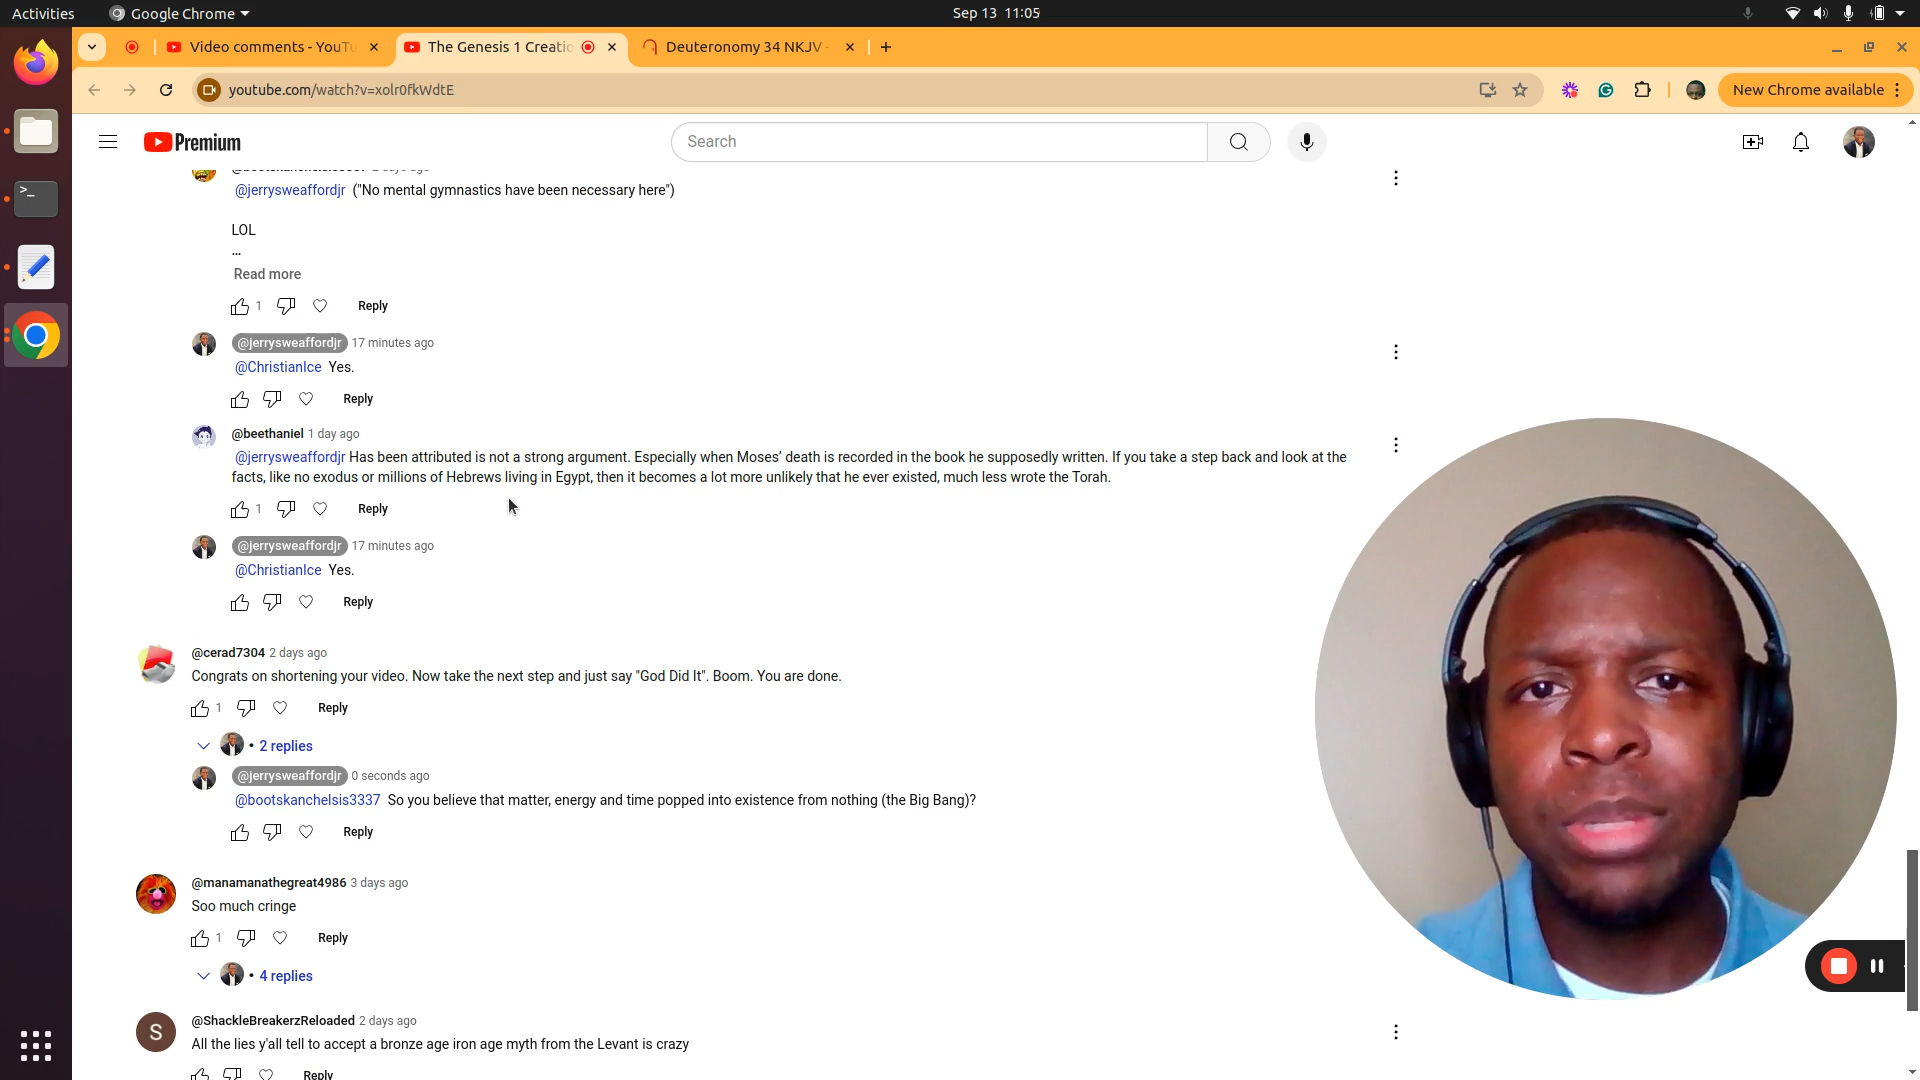 Activities
Google Chrome
Sep 13 11:05
Video comments - YouTu
The Genesis 1 Creatio
Deuteronomy 34 NKJV -
youtube.com/watch?v=xolr0fkWdtE
New Chrome available
Premium
Search
@jerrysweaffordjr ("No mental gymnastics have been necessary here")
LOL
...
Read more
1
Reply
@jerrysweaffordjr 17 minutes ago
@ChristianIce Yes.
Reply
@beethaniel 1 day ago
@jerrysweaffordjr Has been attributed is not a strong argument. Especially when Moses’ death is recorded in the book he supposedly written. If you take a step back and look at the
facts, like no exodus or millions of Hebrews living in Egypt, then it becomes a lot more unlikely that he ever existed, much less wrote the Torah.
1
Reply
@jerrysweaffordjr 17 minutes ago
@ChristianIce Yes.
Reply
@cerad7304 2 days ago
Congrats on shortening your video. Now take the next step and just say "God Did It". Boom. You are done.
1
Reply
• 2 replies
@jerrysweaffordjr 0 seconds ago
@bootskanchelsis3337 So you believe that matter, energy and time popped into existence from nothing (the Big Bang)?
Reply
@manamanathegreat4986 3 days ago
Soo much cringe
1
Reply
• 4 replies
S
@ShackleBreakerzReloaded 2 days ago
All the lies y'all tell to accept a bronze age iron age myth from the Levant is crazy
Reply